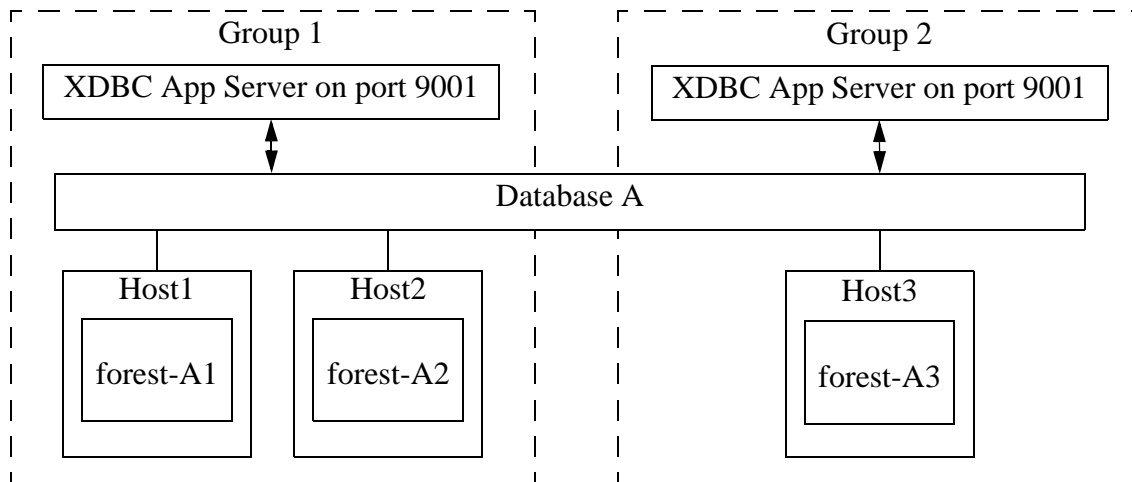 Group 1
Group 2
XDBC App Server on port 9001
XDBC App Server on port 9001
Database A
Host1
Host2
Host3
forest-A1
forest-A2
forest-A3